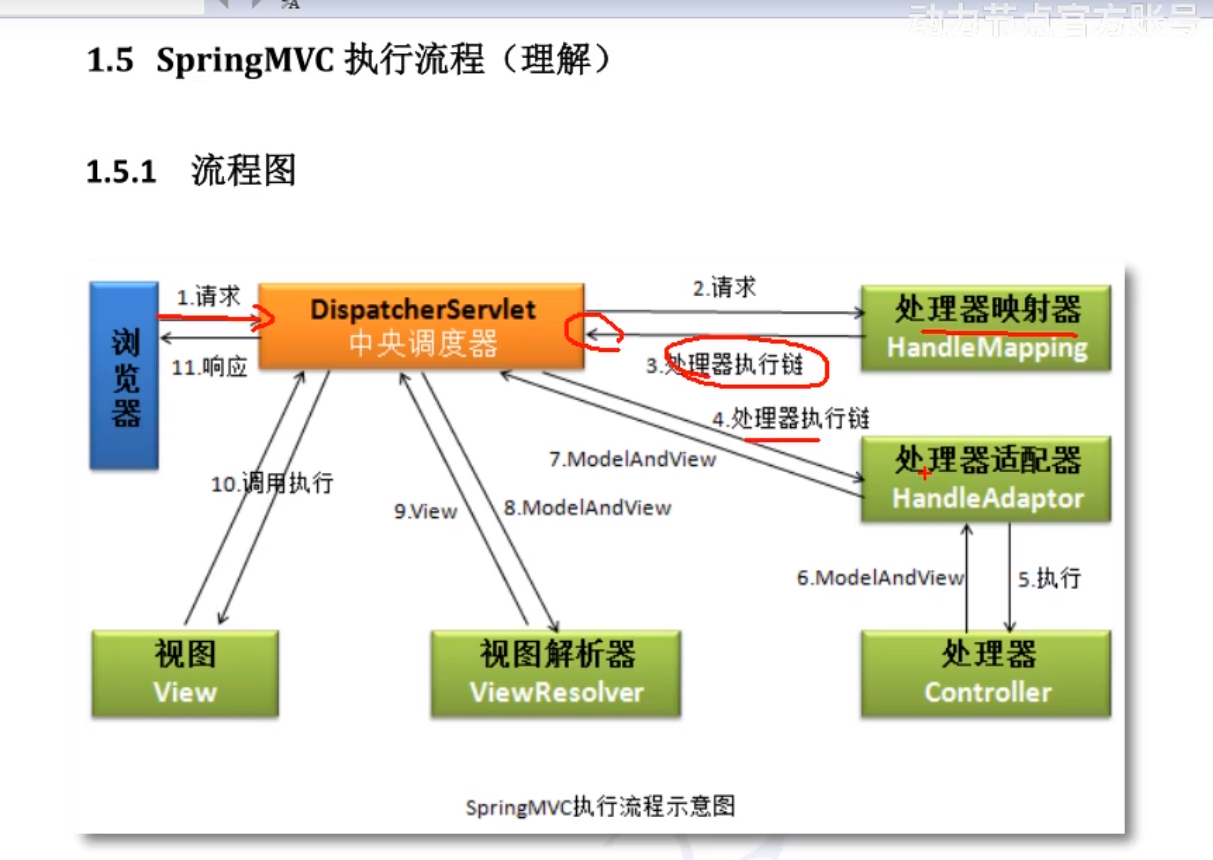 动力节点官方账号
1.5 SpringMVC 执行流程（理解）
1.5.1 流程图
浏览器
1.请求
11.响应
DispatcherServlet
中央调度器
2.请求
3.处理器执行链
处理器映射器
HandleMapping
4.处理器执行链
7.ModelAndView
处理器适配器
HandleAdaptor
10.调用执行
9.View
8.ModelAndView
6.ModelAndView
5.执行
视图
View
视图解析器
ViewResolver
处理器
Controller
SpringMVC执行流程示意图